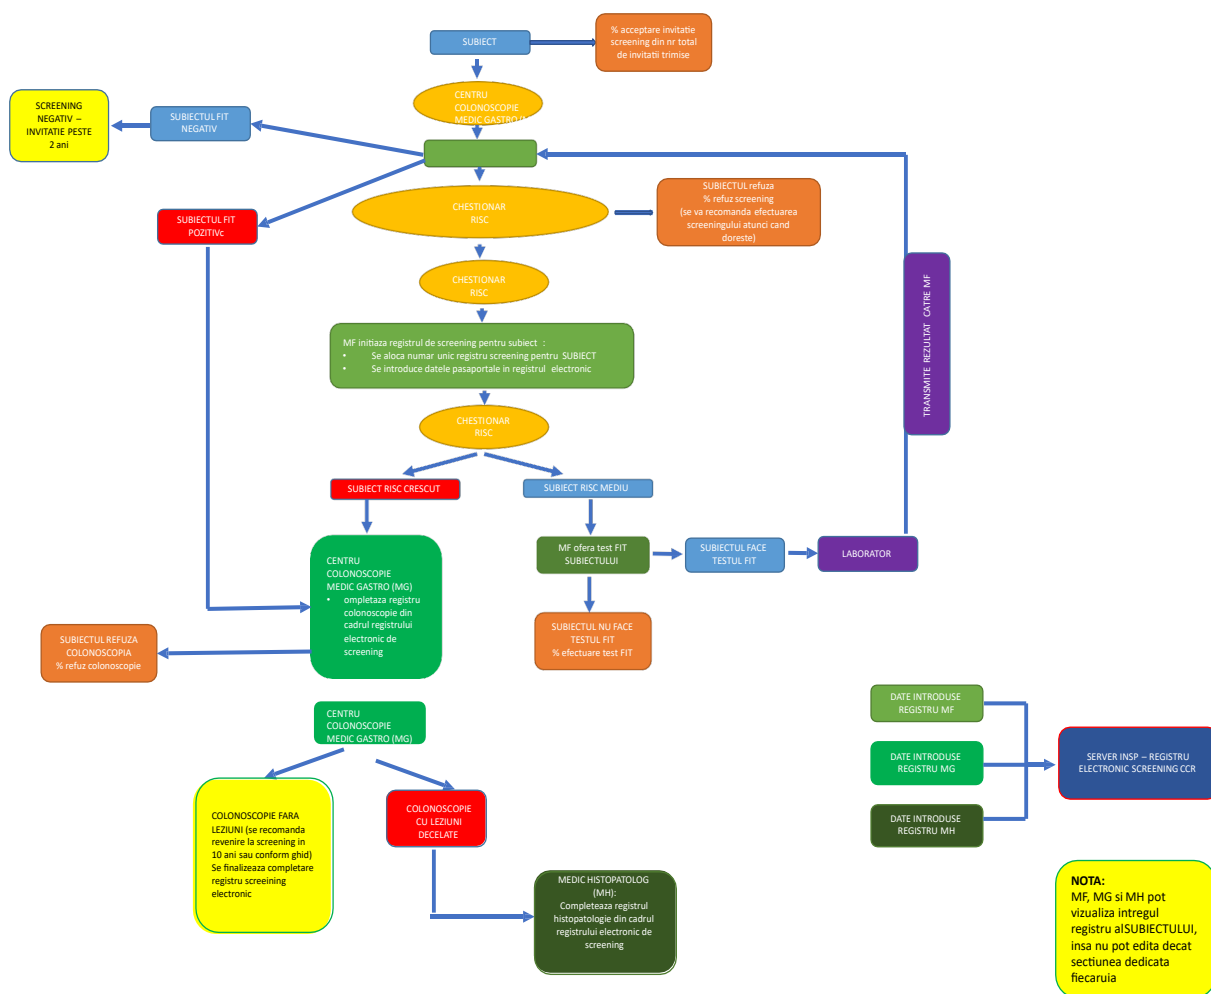 SUBIECT
% acceptare invitatie
screening din nr total
de invitatii trimise
CENTRU
COLONOSCOPIE
MEDIC GASTRO
SCREENING
NEGATIV –
INVITATIE PESTE
2 ani
SUBIECTUL FIT
NEGATIV
SUBIECTUL FIT
POZITIVc
CHESTIONAR
RISC
SUBIECTUL refuza
% refuz screening
(se va recomanda efectuarea
screeningului atunci cand
doreste)
CHESTIONAR
RISC
TRANSMITE REZULTAT CATRE MF
MF initiaza registrul de screening pentru subiect :
• Se aloca numar unic registru screening pentru SUBIECT
• Se introduce datele pasaportale in registrul electronic
CHESTIONAR
RISC
SUBIECT RISC CRESCUT
SUBIECT RISC MEDIU
CENTRU
COLONOSCOPIE
MEDIC GASTRO (MG)
• ompletaza registru
colonoscopie din
cadrul registrului
electronic de
screening
MF ofera test FIT
SUBIECTULUI
SUBIECTUL FACE
TESTUL FIT
LABORATOR
SUBIECTUL REFUZA
COLONOSCOPIA
% refuz colonoscopie
SUBIECTUL NU FACE
TESTUL FIT
% efectuare test FIT
CENTRU
COLONOSCOPIE
MEDIC GASTRO (MG)
DATE INTRODUSE
REGISTRU MF
DATE INTRODUSE
REGISTRU MG
DATE INTRODUSE
REGISTRU MH
SERVER INSP – REGISTRU
ELECTRONIC SCREENING CCR
COLONOSCOPIE FARA
LEZIUNI (se recomanda
revenire la screening in
10 ani sau conform ghid)
Se finalizeaza completare
registru screeining
electronic
COLONOSCOPIE
CU LEZIUNI
DECELATE
MEDIC HISTOPATOLOG
(MH):
Completeaza registrul
histopatologie din cadrul
registrului electronic de
screening
NOTA:
MF, MG si MH pot
vizualiza intregul
registru alSUBIECTULUI,
insa nu pot edita decat
sectiunea dedicata
fiecaruia